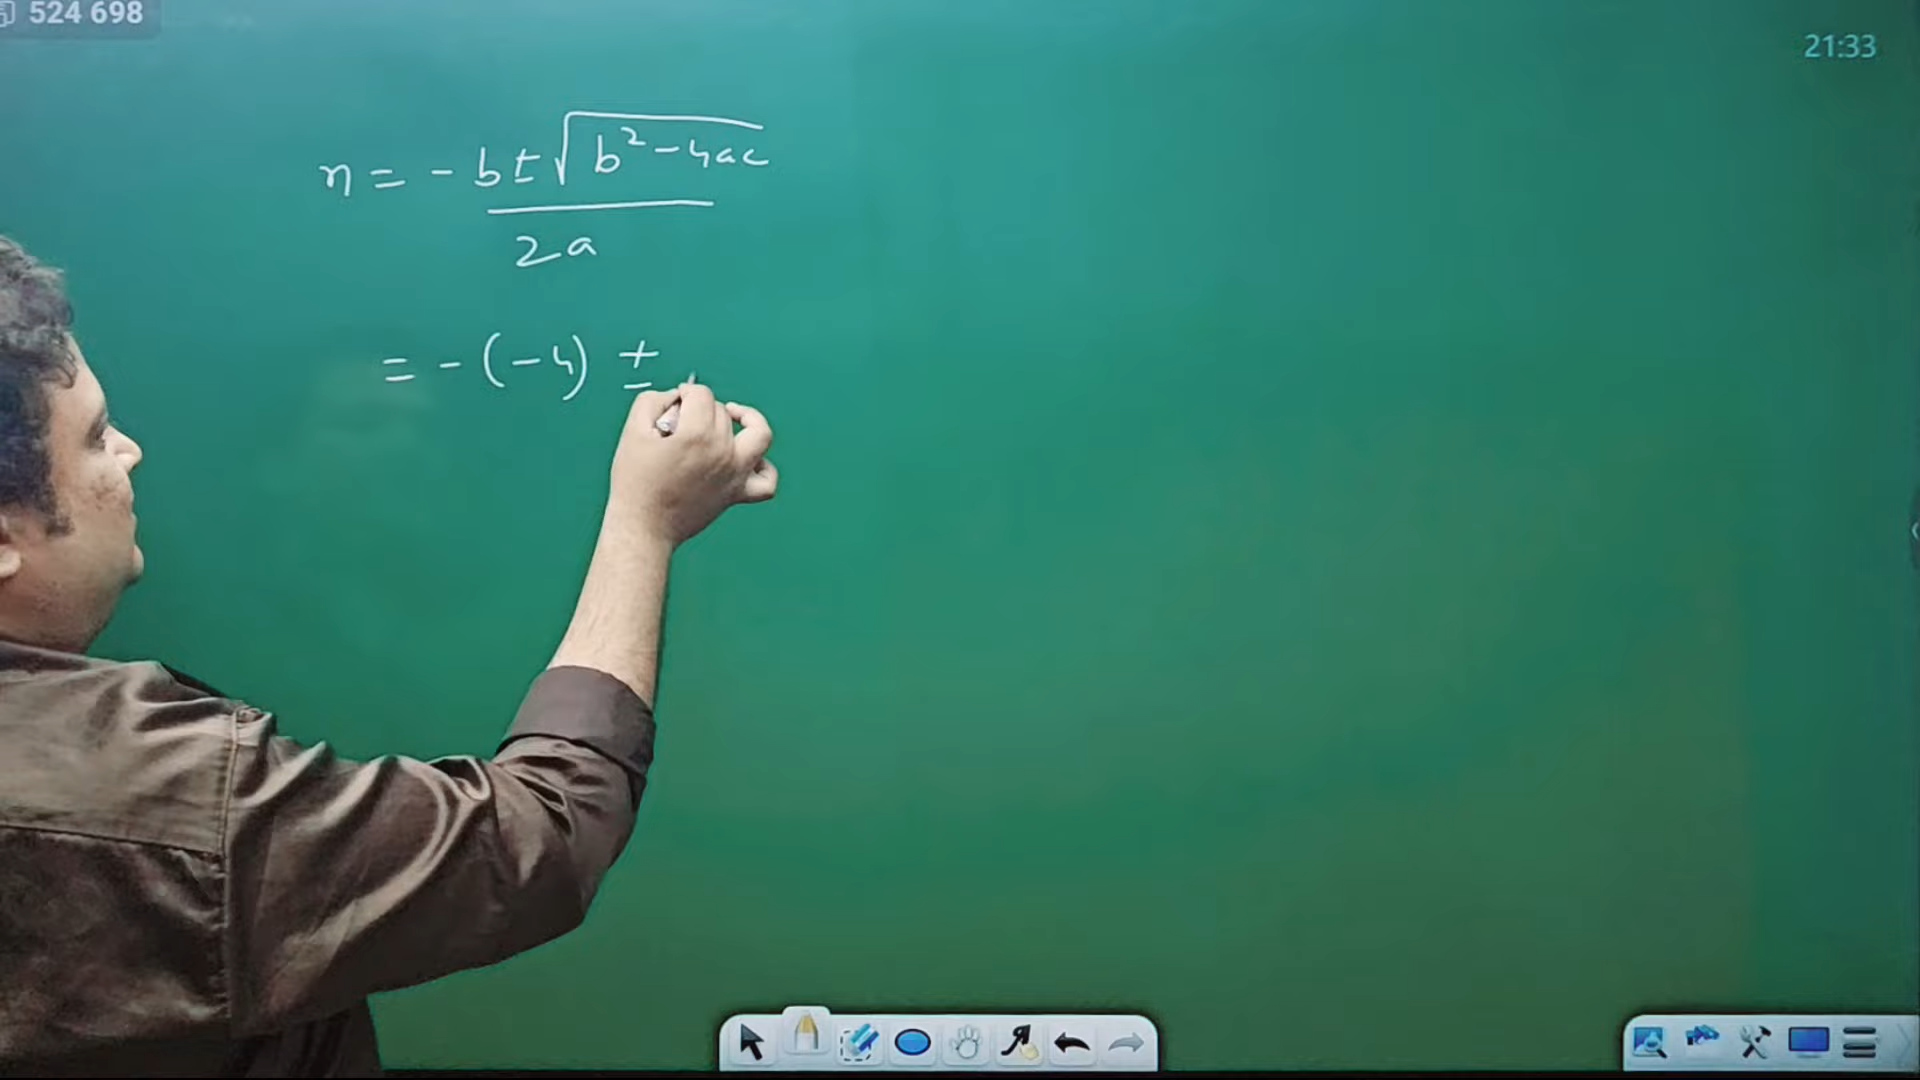 524 698
21:33
n = -b ± √b² - 4ac
2a
= - (-4) ±